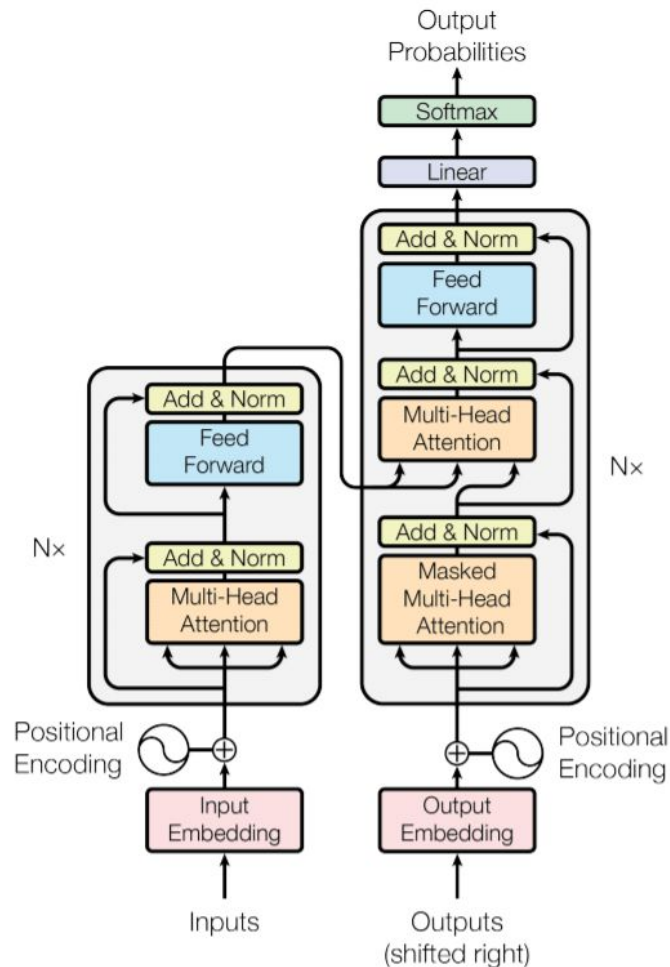 Output
Probabilities
Softmax
Linear
Add & Norm
Feed
Forward
Add & Norm
Multi-Head
Attention
Add & Norm
Masked
Multi-Head
Attention
N×
Add & Norm
Feed
Forward
Add & Norm
Multi-Head
Attention
N×
Positional
Encoding
Positional
Encoding
Input
Embedding
Output
Embedding
Inputs
Outputs
(shifted right)